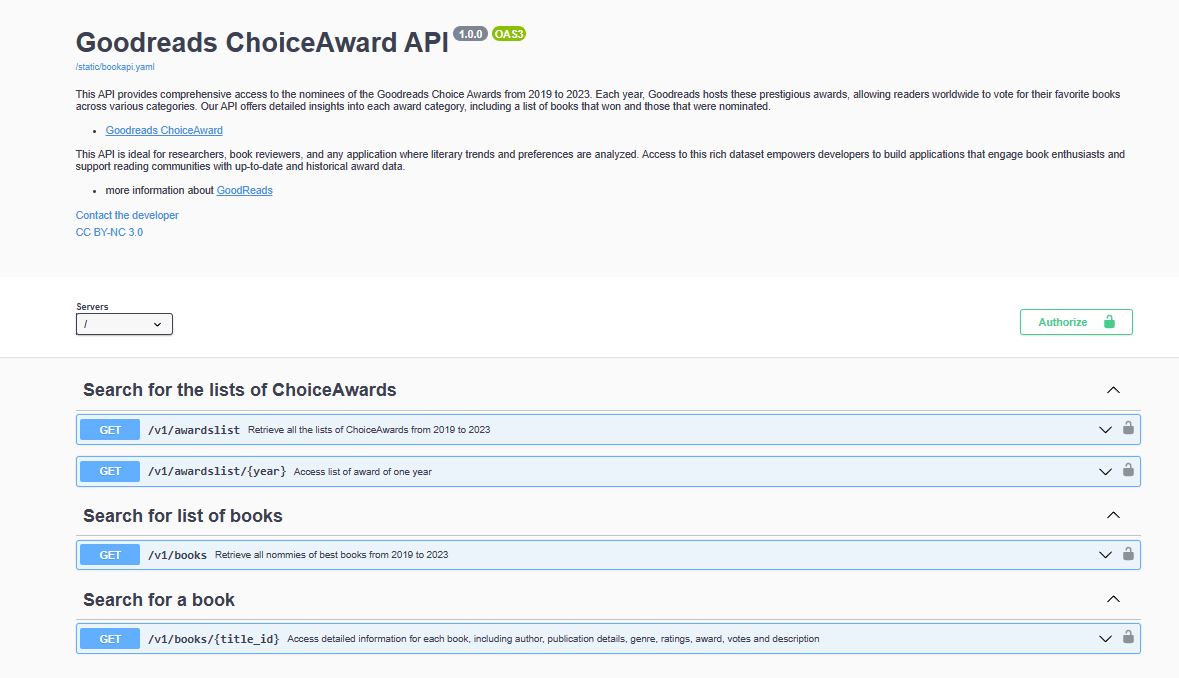 Goodreads ChoiceAward API 1.0.0 OAS3
/static/bookapi.yaml
This API provides comprehensive access to the nominees of the Goodreads Choice Awards from 2019 to 2023. Each year, Goodreads hosts these prestigious awards, allowing readers worldwide to vote for their favorite books
across various categories. Our API offers detailed insights into each award category, including a list of books that won and those that were nominated.
• Goodreads ChoiceAward
This API is ideal for researchers, book reviewers, and any application where literary trends and preferences are analyzed. Access to this rich dataset empowers developers to build applications that engage book enthusiasts and
support reading communities with up-to-date and historical award data.
• more information about GoodReads
Contact the developer
CC BY-NC 3.0
Servers
/
Authorize
Search for the lists of ChoiceAwards
GET /v1/awardslist Retrieve all the lists of ChoiceAwards from 2019 to 2023
GET /v1/awardslist/{year} Access list of award of one year
Search for list of books
GET /v1/books Retrieve all nommies of best books from 2019 to 2023
Search for a book
GET /v1/books/{title_id} Access detailed information for each book, including author, publication details, genre, ratings, award, votes and description